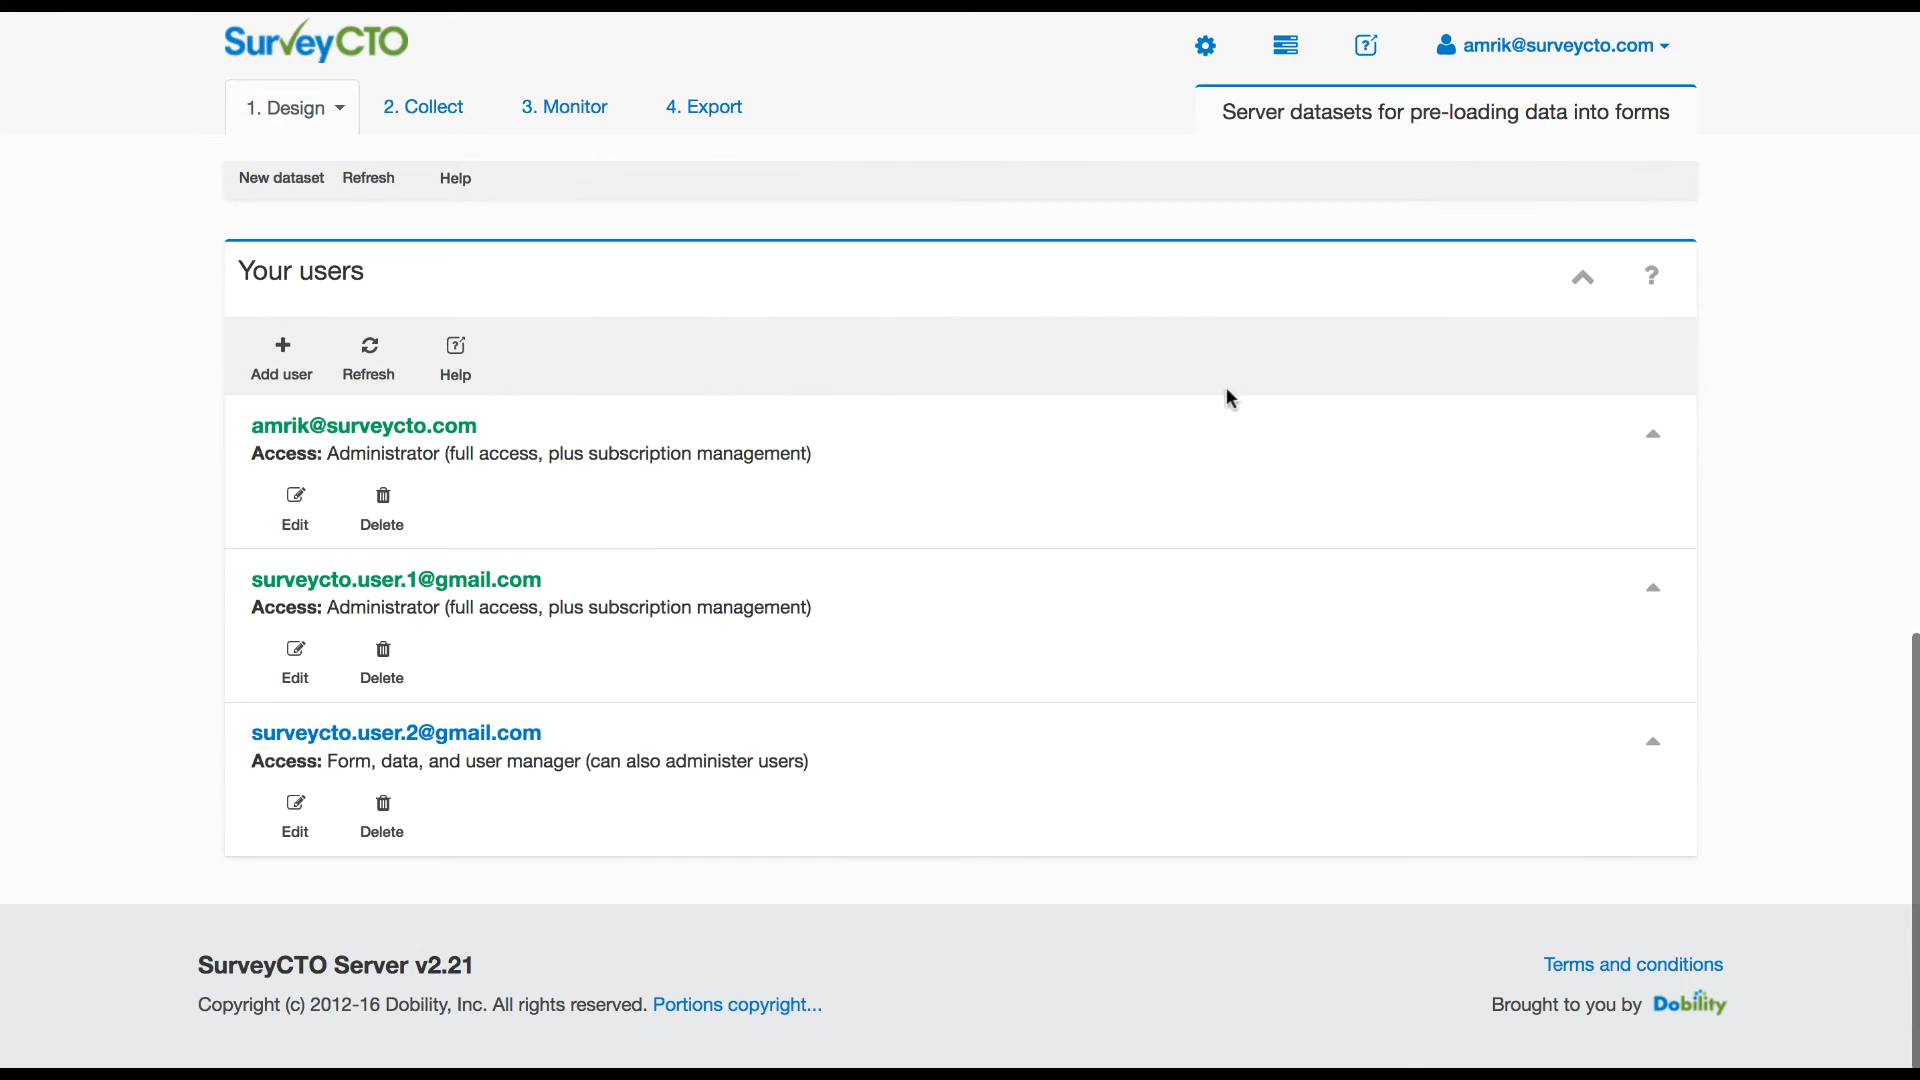 SurveyCTO
amrik@surveycto.com
1. Design
2. Collect
3. Monitor
4. Export
Server datasets for pre-loading data into forms
New dataset
Refresh
Help
Your users
?
Add user
Refresh
Help
amrik@surveycto.com
Access: Administrator (full access, plus subscription management)
Edit
Delete
surveycto.user.1@gmail.com
Access: Administrator (full access, plus subscription management)
Edit
Delete
surveycto.user.2@gmail.com
Access: Form, data, and user manager (can also administer users)
Edit
Delete
SurveyCTO Server v2.21
Terms and conditions
Copyright (c) 2012-16 Dobility, Inc. All rights reserved. Portions copyright...
Brought to you by Dobility